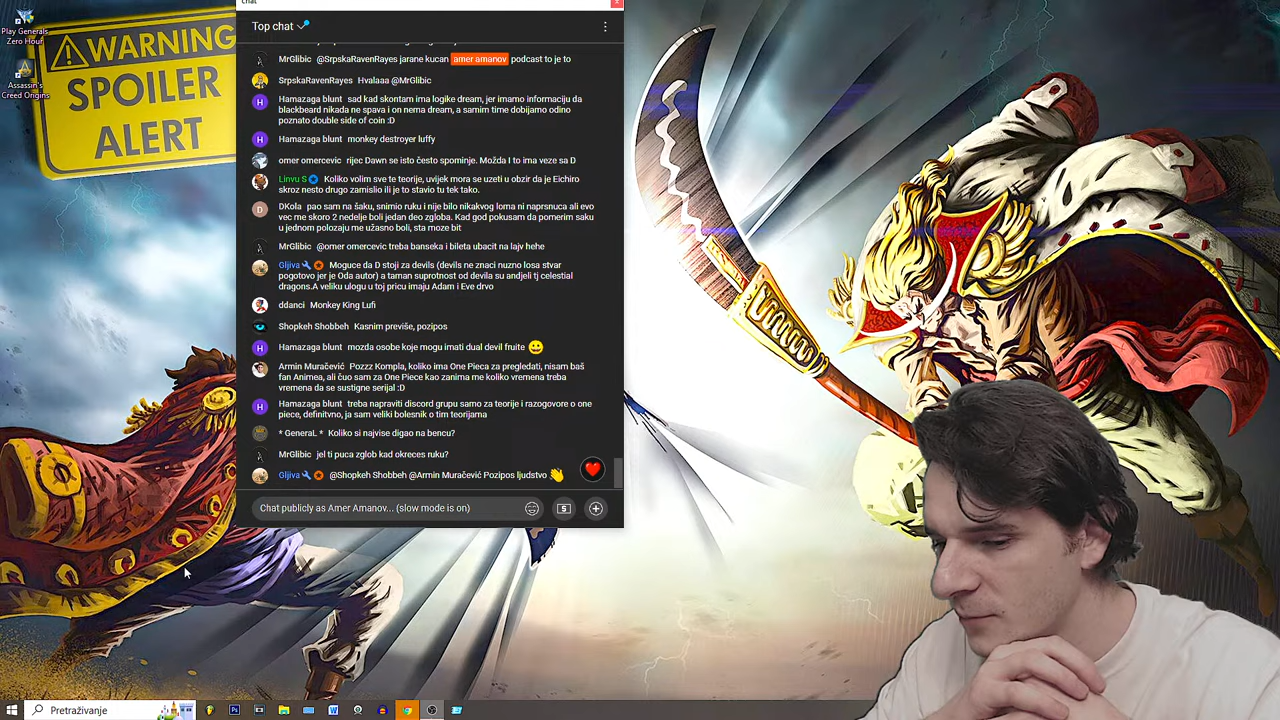 Play Generals
Zero Hour
Assassin's
Creed Origins
WARNING
SPOILER
ALERT
chat
Top chat
MrGlibic @SrpskaRavenRayes jarane kucan amer amanov podcast to je to
SrpskaRavenRayes Hvalaaa @MrGlibic
Hamazaga blunt sad kad skontam ima logike dream, jer imamo informaciju da
blackbeard nikada ne spava i on nema dream, a samim time dobijamo odino
poznato double side of coin :D
Hamazaga blunt monkey destroyer luffy
omer omercevic rijec Dawn se isto često spominje. Možda I to ima veze sa D
Linvu S Koliko volim sve te teorije, uvijek mora se uzeti u obzir da je Eichiro
skroz nesto drugo zamislio ili je to stavio tu tek tako.
DKola pao sam na šaku, snimio ruku i nije bilo nikakvog loma ni naprsnuca ali evo
vec me skoro 2 nedelje boli jedan deo zgloba. Kad god pokusam da pomerim saku
u jednom polozaju me užasno boli, sta moze bit
MrGlibic @omer omercevic treba banseka i bileta ubacit na lajv hehe
Gljiva Moguce da D stoji za devils (devils ne znaci nuzno losa stvar
pogotovo jer je Oda autor) a taman suprotnost od devila su andjeli tj celestial
dragons.A veliku ulogu u toj pricu imaju Adam i Eve drvo
ddanci Monkey King Lufi
Shopkeh Shobbeh Kasnim previše, pozipos
Hamazaga blunt mozda osobe koje mogu imati dual devil fruite
Armin Muračević Pozzz Kompla, koliko ima One Pieca za pregledati, nisam baš
fan Animea, ali čuo sam za One Piece kao zanima me koliko vremena treba
vremena da se sustigne serijal :D
Hamazaga blunt treba napraviti discord grupu samo za teorije i razogovore o one
piece, definitvno, ja sam veliki bolesnik o tim teorijama
* GeneraL * Koliko si najvise digao na bencu?
MrGlibic jel ti puca zglob kad okreces ruku?
Gljiva @Shopkeh Shobbeh @Armin Muračević Pozipos ljudstvo
Chat publicly as Amer Amanov... (slow mode is on)
Pretraživanje